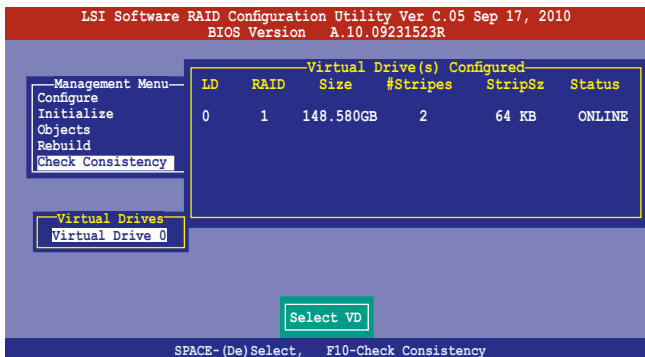 LSI Software RAID Configuration Utility Ver C.05 Sep 17, 2010
BIOS Version A.10.09231523R
Management Menu
Configure
Initialize
Objects
Rebuild
Check Consistency
Virtual Drive(s) Configured
LD RAID Size #Stripes StripSz Status
0 1 148.580GB 2 64 KB ONLINE
Virtual Drives
Virtual Drive 0
Select VD
SPACE-(De)Select, F10-Check Consistency